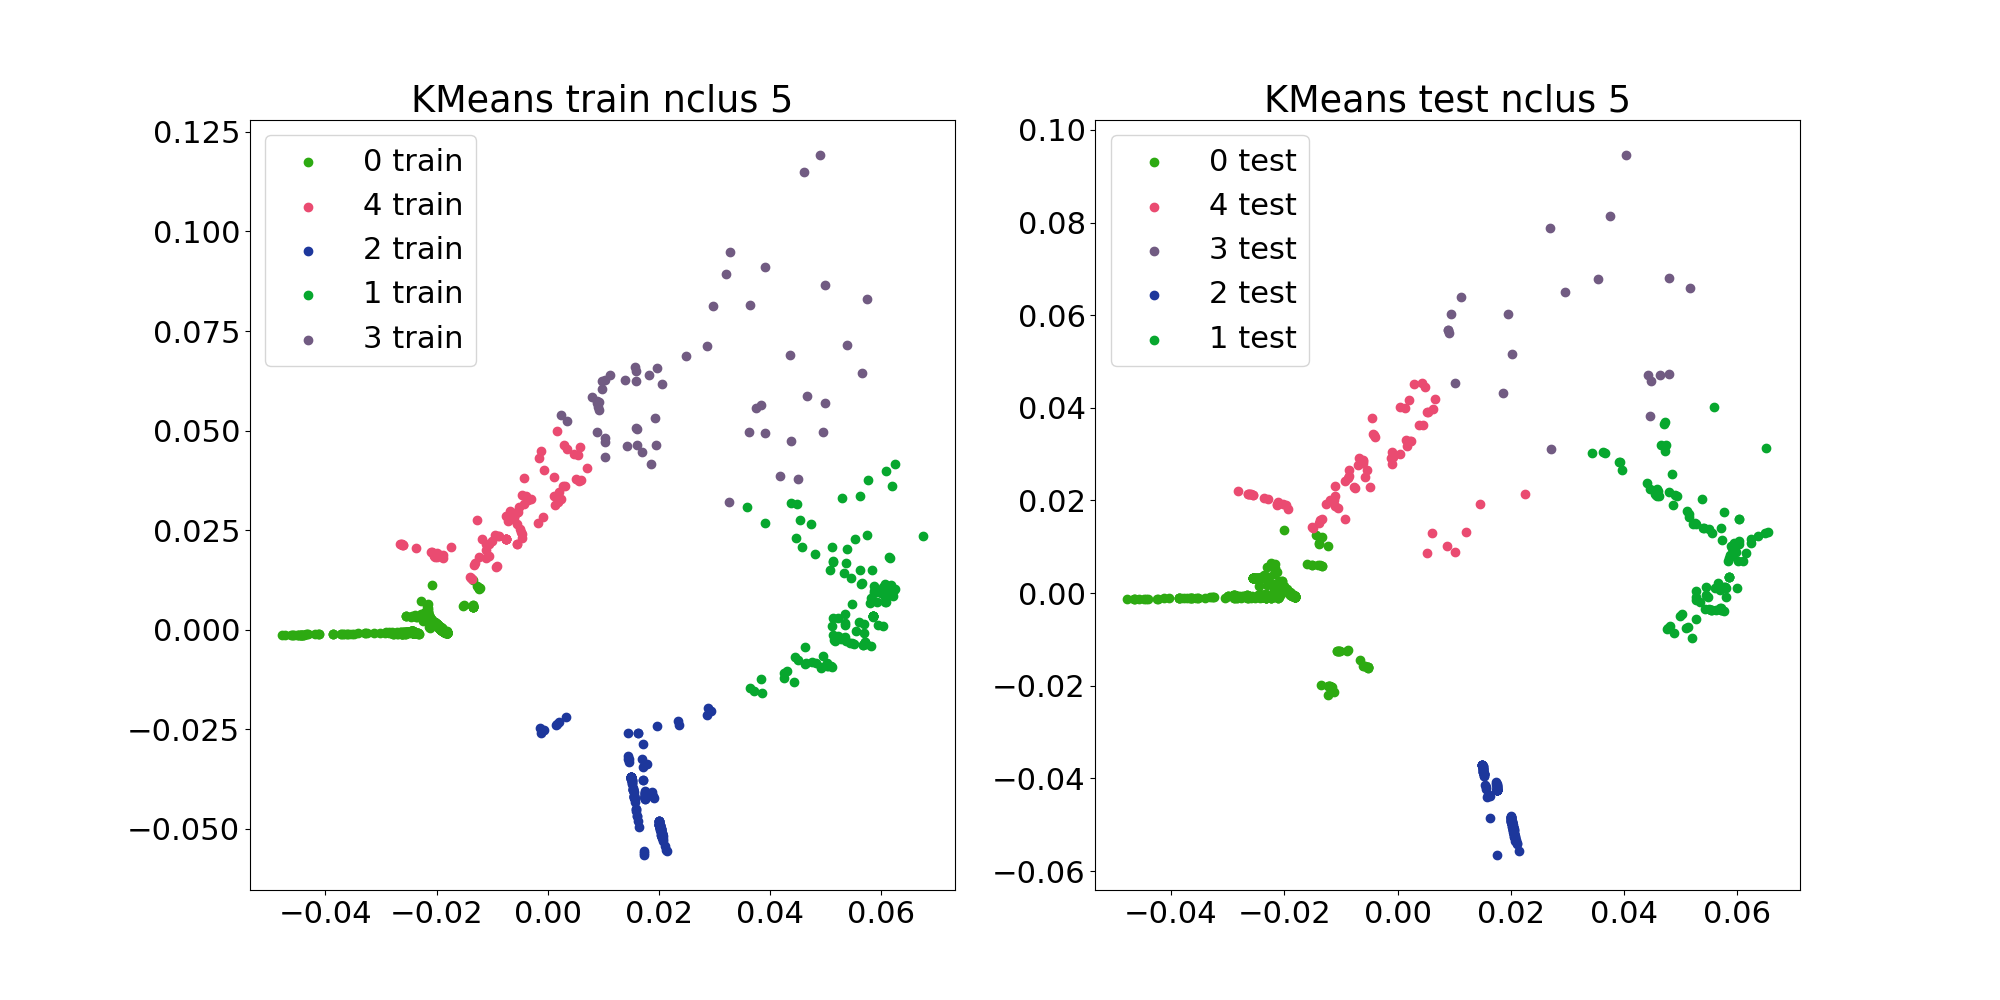 KMeans train nclus 5
0.125
0.100
0.075
0.050
0.025
0.000
−0.025
−0.050
0 train
4 train
2 train
1 train
3 train
−0.04 −0.02 0.00 0.02 0.04 0.06
KMeans test nclus 5
0.10
0.08
0.06
0.04
0.02
0.00
−0.02
−0.04
−0.06
0 test
4 test
3 test
2 test
1 test
−0.04 −0.02 0.00 0.02 0.04 0.06